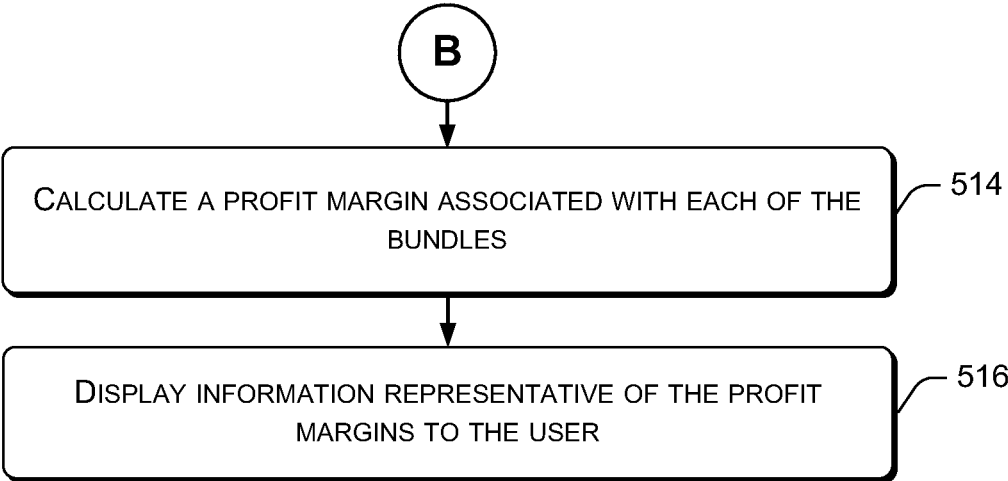 B
CALCULATE A PROFIT MARGIN ASSOCIATED WITH EACH OF THE
BUNDLES
514
DISPLAY INFORMATION REPRESENTATIVE OF THE PROFIT
MARGINS TO THE USER
516